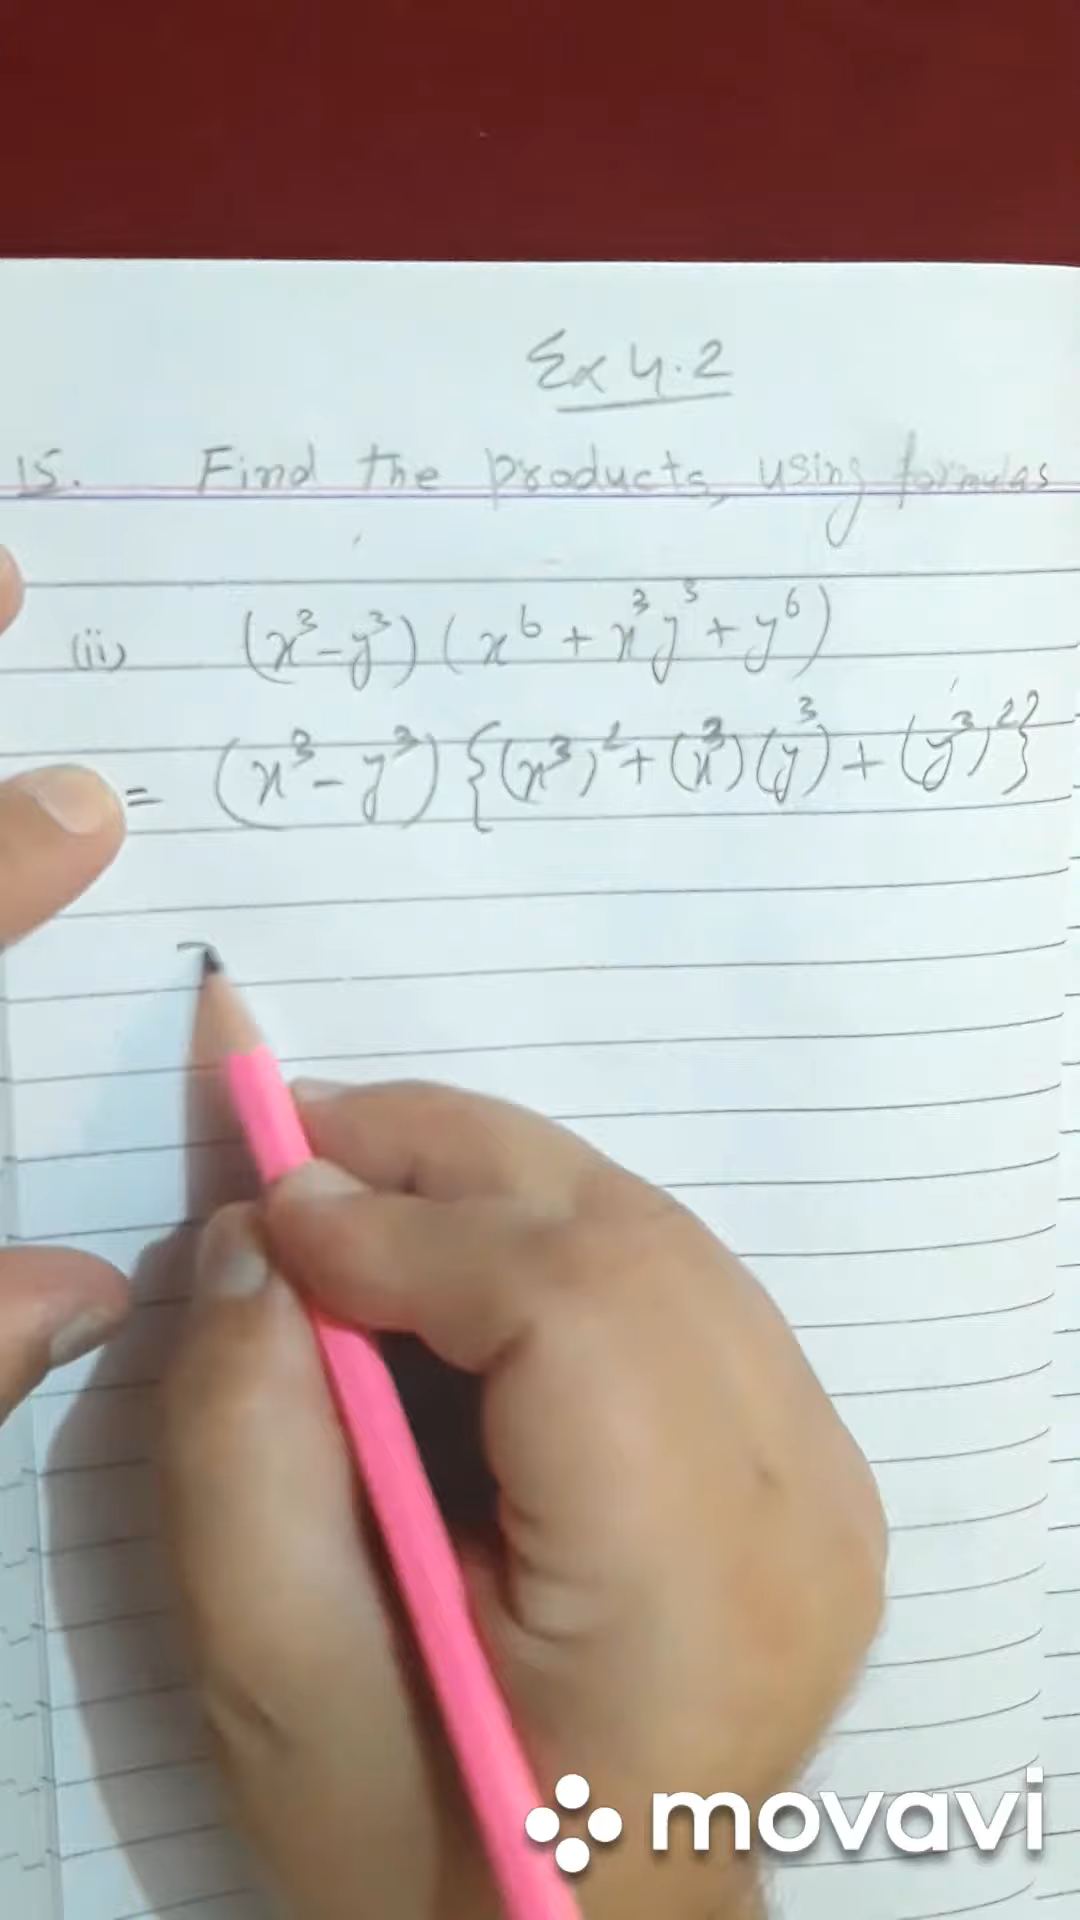 Ex 4.2
15. Find the products, using formulas
(ii) (x³-y³) (x⁶ + x³y³ + y⁶)
= (x³-y³) {(x³)² + (x³)(y³) + (y³)²}
movavi